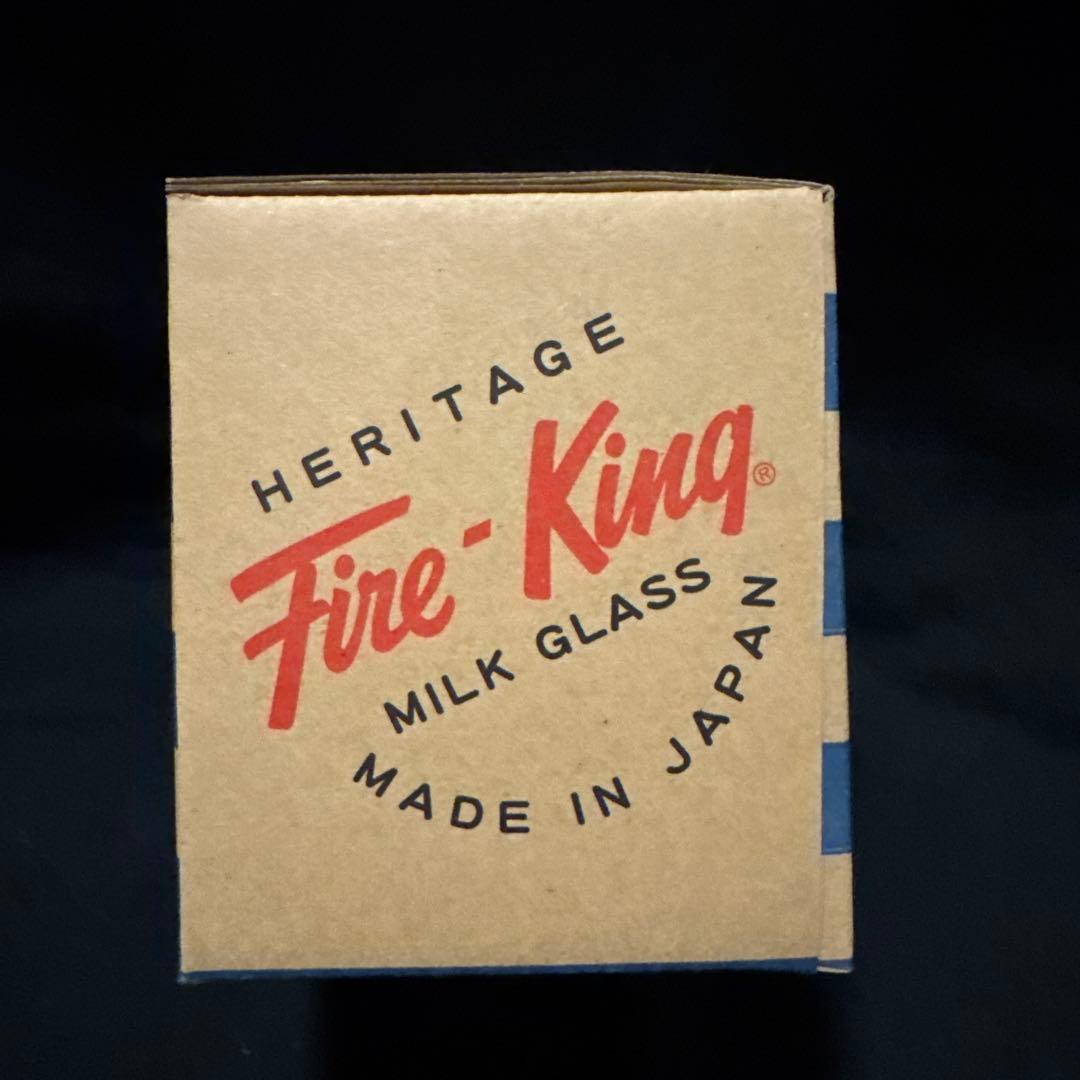 HERITAGE
Fire-King®
MILK GLASS
MADE IN JAPAN